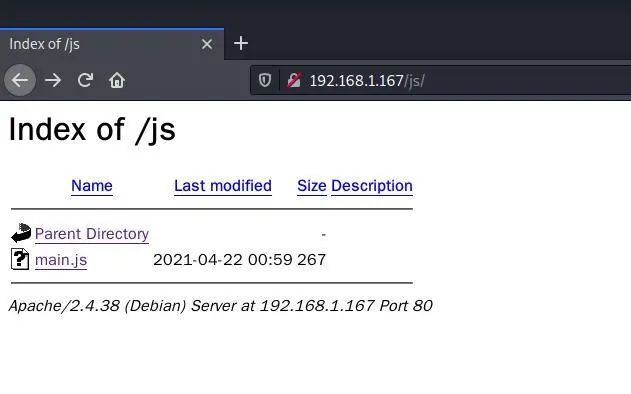 Index of /js
192.168.1.167/js/
Index of /js
Name Last modified Size Description
Parent Directory -
main.js 2021-04-22 00:59 267
Apache/2.4.38 (Debian) Server at 192.168.1.167 Port 80